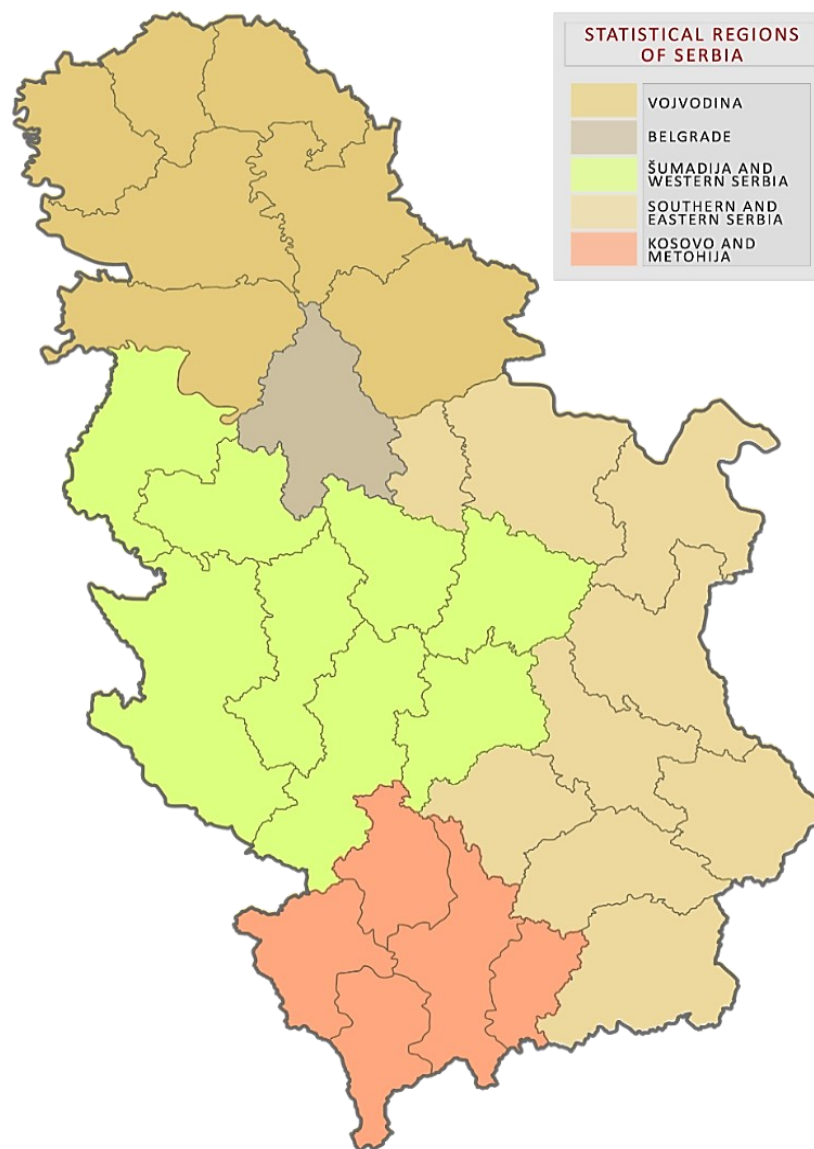 STATISTICAL REGIONS
OF SERBIA
VOJVODINA
BELGRADE
ŠUMADIJA AND
WESTERN SERBIA
SOUTHERN AND
EASTERN SERBIA
KOSOVO AND
METOHIJA